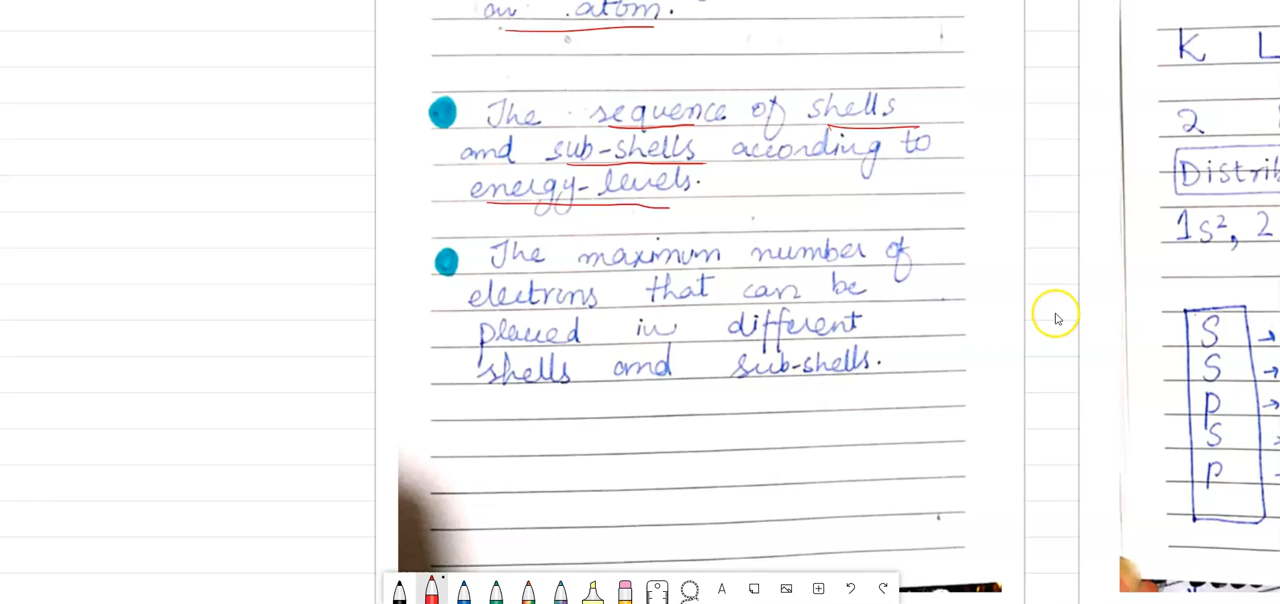 an atom.
The sequence of shells
and sub-shells according to
energy-levels.
The maximum number of
electrons that can be
placed in different
shells and sub-shells.
K L
2
Distrib
1s², 2
S →
S →
P →
S
P
A